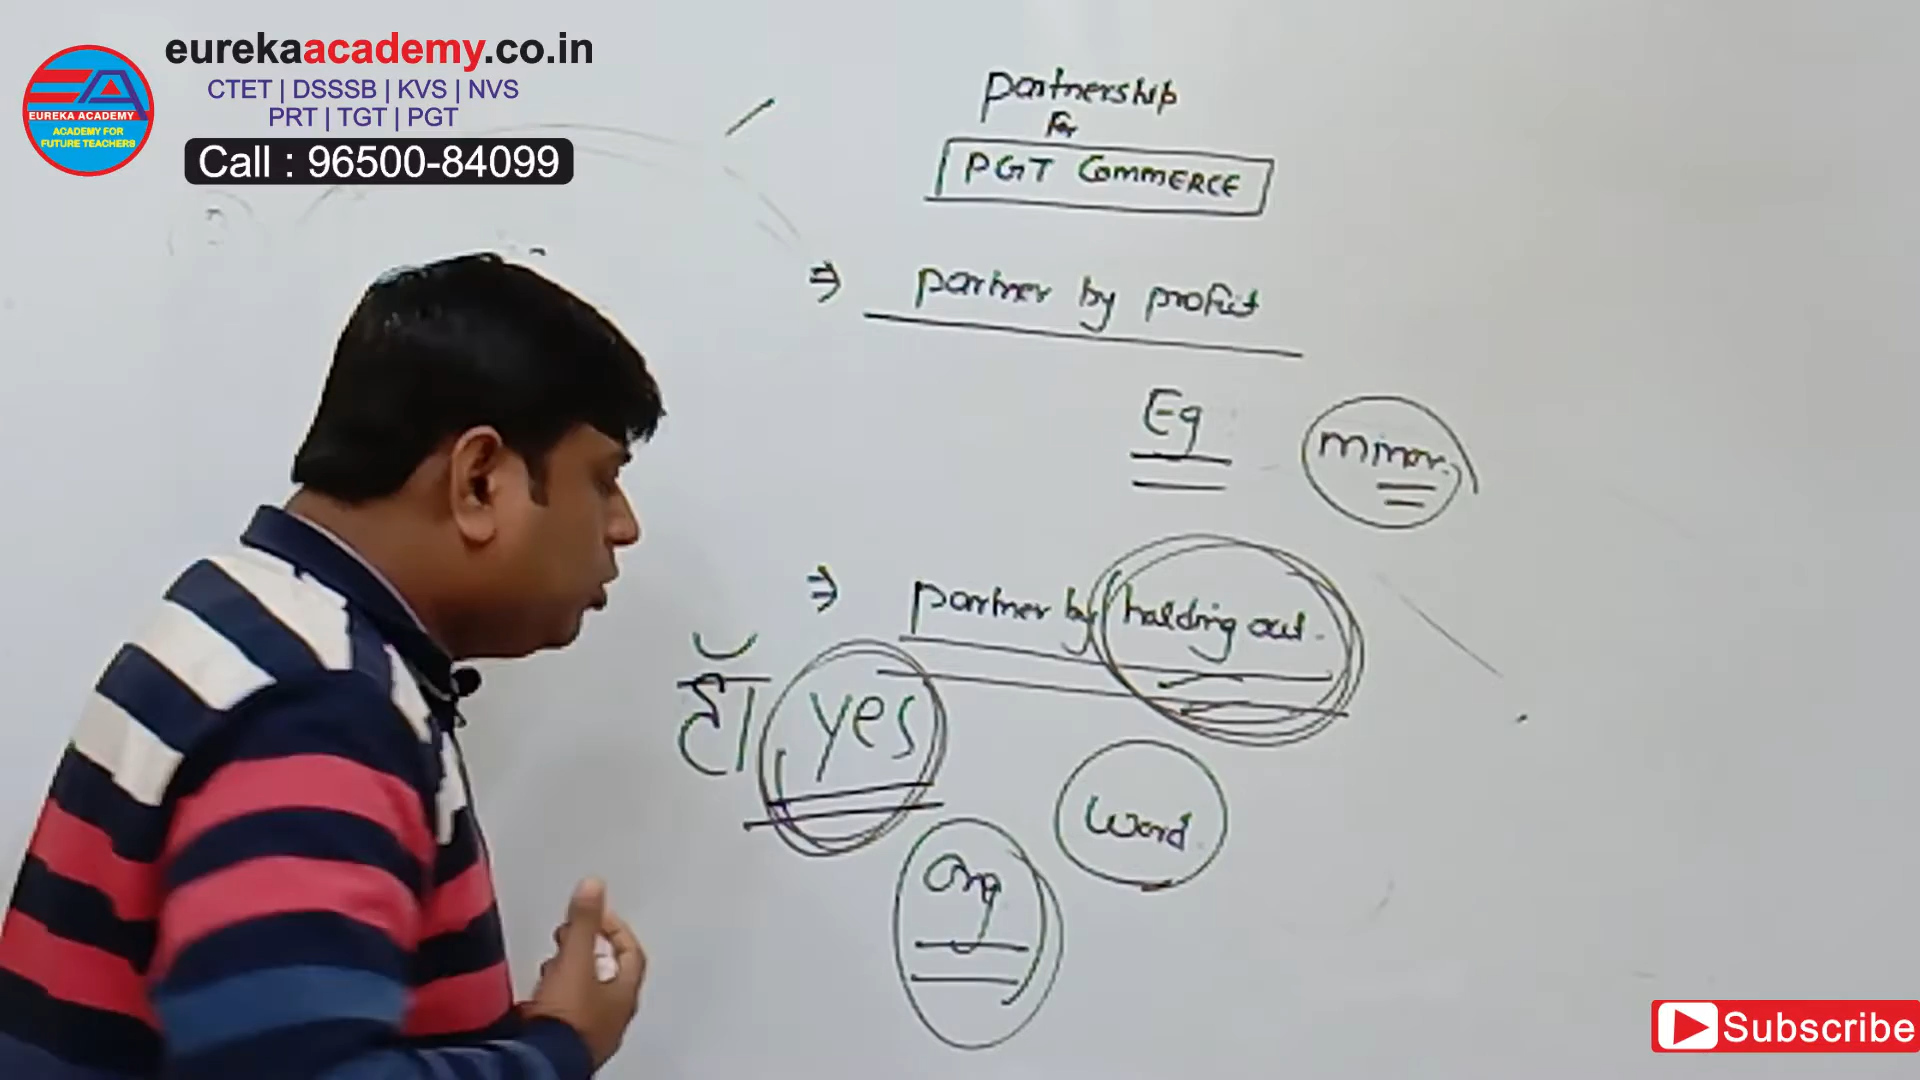 eurekaacademy.co.in
CTET | DSSSB | KVS | NVS
PRT | TGT | PGT
Call : 96500-84099
EUREKA ACADEMY
ACADEMY FOR
FUTURE TEACHERS
Partnership
For
PGT COMMERCE
⇒ partner by profit
Eg minor.
⇒ partner by holding out.
हाँ yes
word
Subscribe